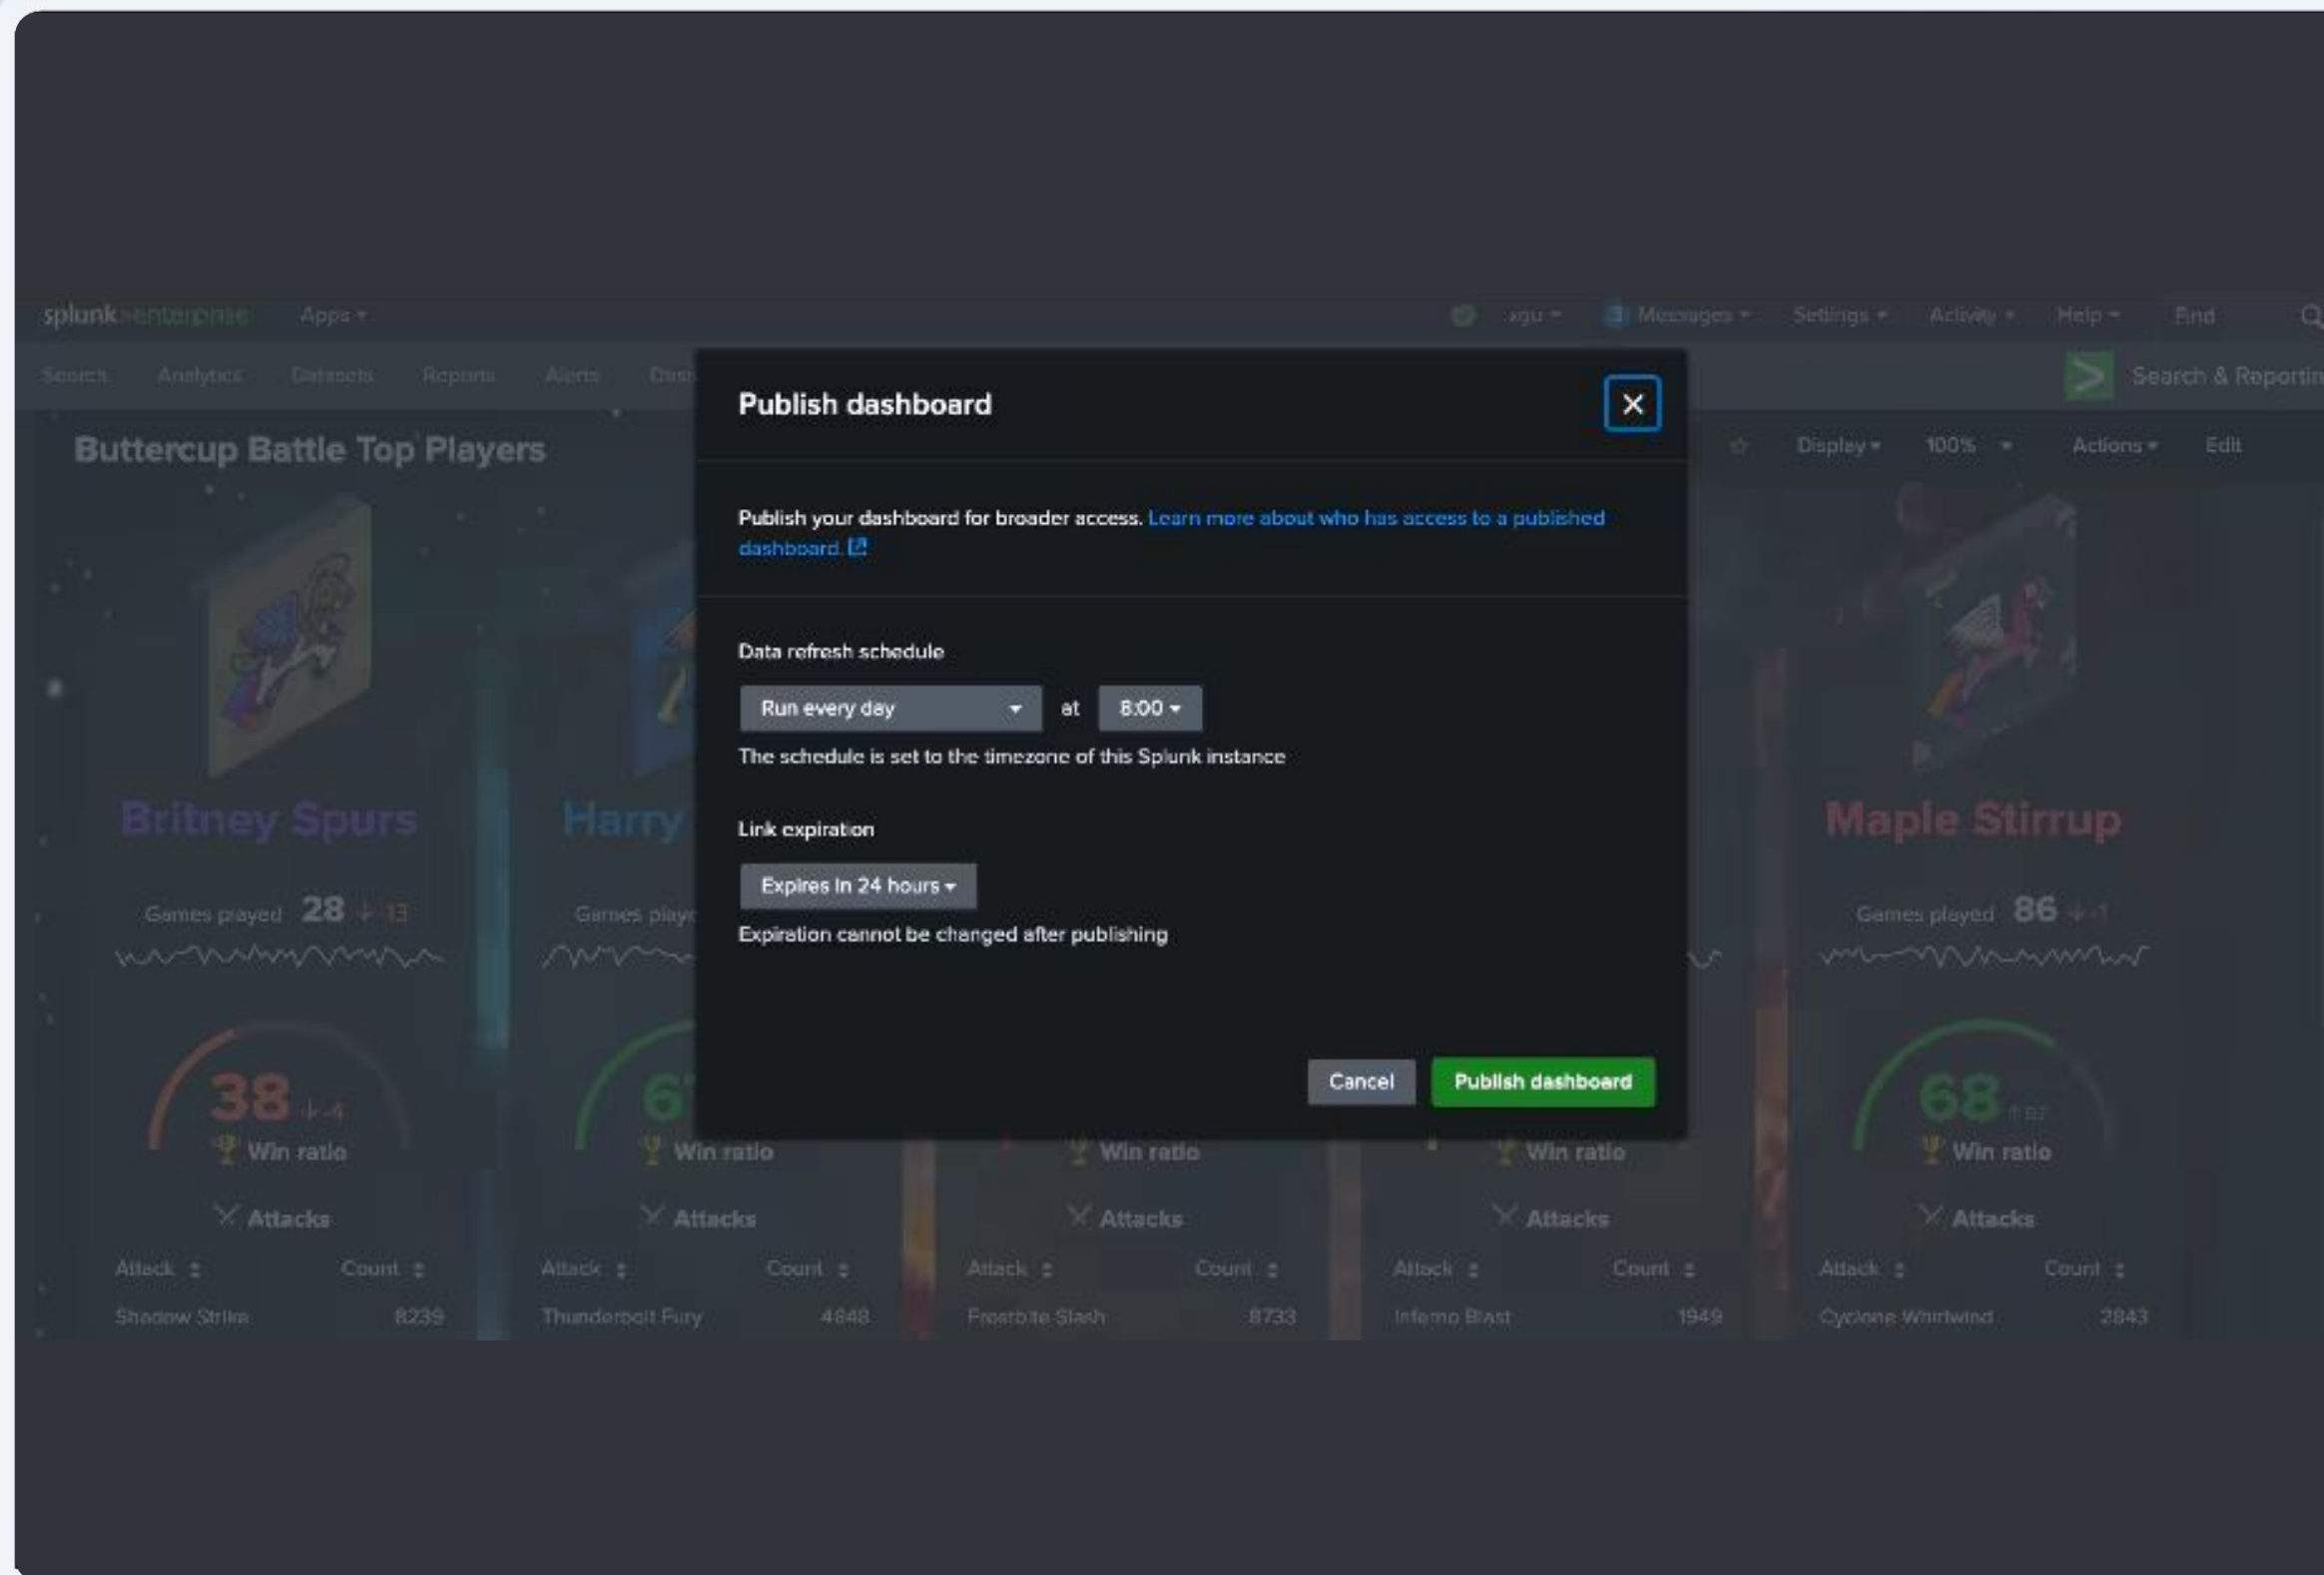 splunk>enterprise Apps xgu 3 Messages Settings Activity Help Find
Search Analytics Datasets Reports Alerts Search & Reportin
Buttercup Battle Top Players Display 100% Actions Edit
Publish dashboard
Publish your dashboard for broader access. Learn more about who has access to a published
dashboard.
Data refresh schedule
Run every day at 8:00
The schedule is set to the timezone of this Splunk instance
Link expiration
Expires in 24 hours
Expiration cannot be changed after publishing
Cancel Publish dashboard
Britney Spurs Harry Maple Stirrup
Games played 28 -13 Games played 86 -1
38 -4 68
Win ratio Win ratio Win ratio Win ratio Win ratio
Attacks Attacks Attacks Attacks Attacks
Attack Count Attack Count Attack Count Attack Count Attack Count
Shadow Strike 8239 Thunderbolt Fury 4848 Frostbite Slash 8733 Inferno Blast 1949 Cyclone Whirlwind 2843